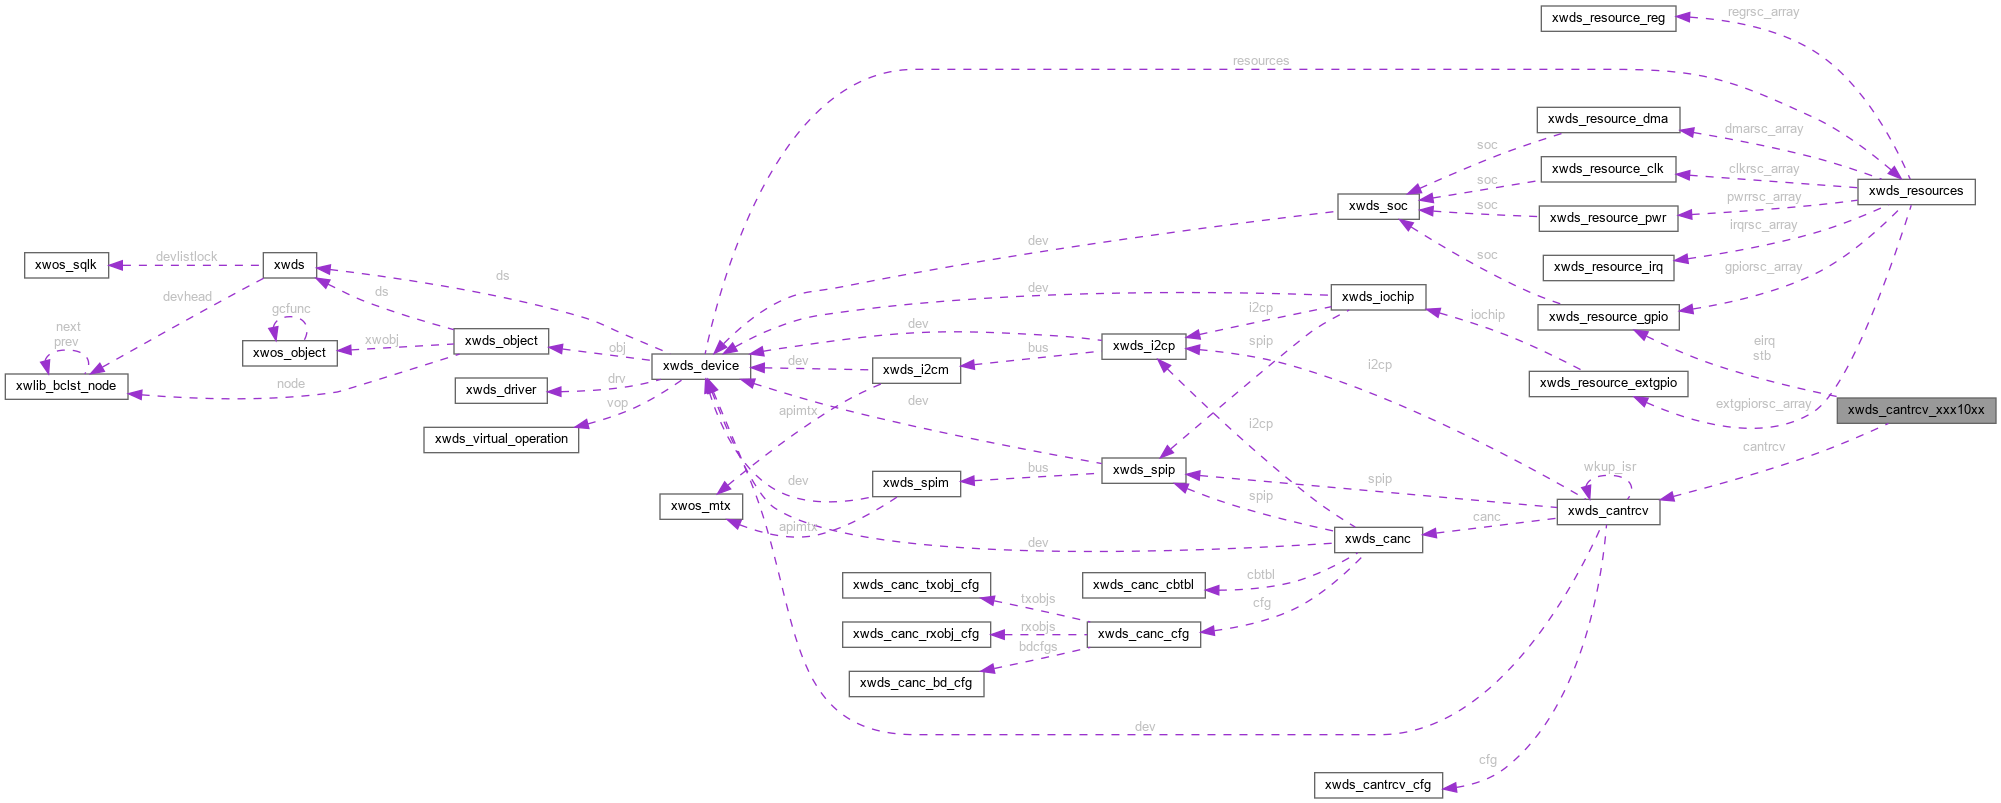 xwds_resource_reg
regrsc_array
resources
xwds_resource_dma
dmarsc_array
soc
xwds_resource_clk
clkrsc_array
soc
xwds_resources
pwrrsc_array
xwds_soc
soc
xwds_resource_pwr
irqrsc_array
dev
devlistlock
xwos_sqlk
xwds
soc
xwds_resource_irq
gpiorsc_array
ds
devhead
ds
dev
xwds_iochip
gcfunc
i2cp
iochip
xwds_resource_gpio
next
prev
xwobj
xwds_object
dev
spip
eirq
stb
xwos_object
obj
bus
xwds_i2cp
xwds_device
dev
xwds_i2cm
i2cp
xwlib_bclst_node
node
xwds_driver
drv
xwds_resource_extgpio
vop
apimtx
dev
extgpiorsc_array
xwds_cantrcv_xxx10xx
i2cp
xwds_virtual_operation
cantrcv
xwds_spip
bus
wkup_isr
dev
xwds_spim
spip
spip
xwos_mtx
xwds_cantrcv
canc
apimtx
dev
xwds_canc
cbtbl
xwds_canc_txobj_cfg
xwds_canc_cbtbl
txobjs
cfg
rxobjs
xwds_canc_rxobj_cfg
xwds_canc_cfg
bdcfgs
xwds_canc_bd_cfg
dev
cfg
xwds_cantrcv_cfg